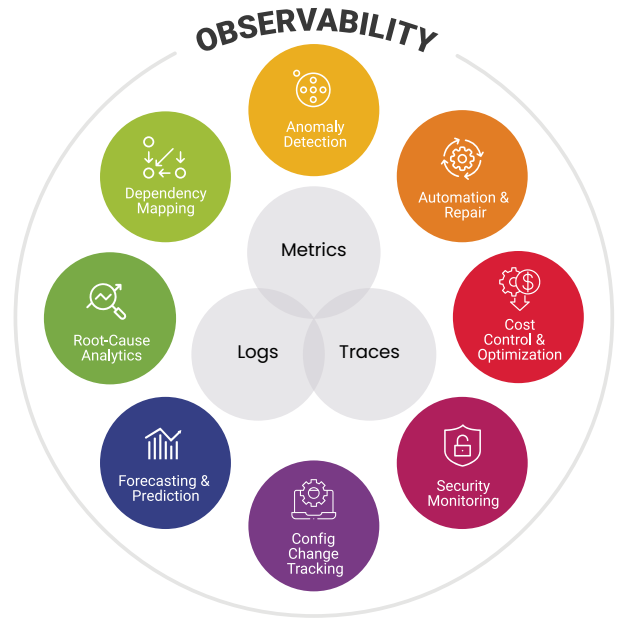 OBSERVABILITY
Anomaly
Detection
Dependency
Mapping
Automation &
Repair
Metrics
Root-Cause
Analytics
Logs
Traces
Cost
Control &
Optimization
Forecasting &
Prediction
Security
Monitoring
Config
Change
Tracking